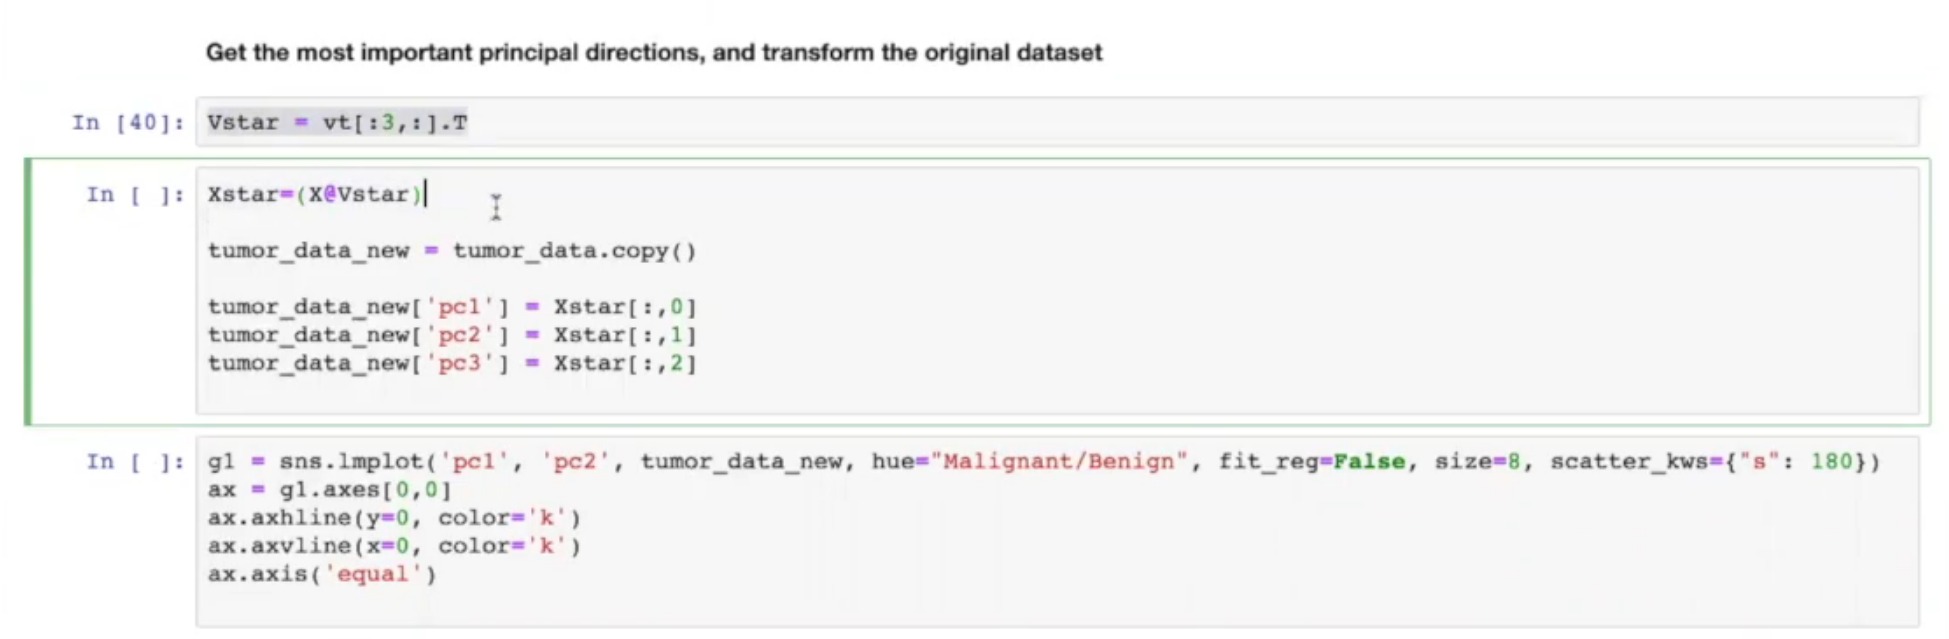 Get the most important principal directions, and transform the original dataset
In [40]: Vstar = vt[:3,:].T
In [ ]: Xstar=(X@Vstar)
tumor_data_new = tumor_data.copy()
tumor_data_new['pc1'] = Xstar[:,0]
tumor_data_new['pc2'] = Xstar[:,1]
tumor_data_new['pc3'] = Xstar[:,2]
In [ ]: g1 = sns.lmplot('pc1', 'pc2', tumor_data_new, hue="Malignant/Benign", fit_reg=False, size=8, scatter_kws={"s": 180})
ax = g1.axes[0,0]
ax.axhline(y=0, color='k')
ax.axvline(x=0, color='k')
ax.axis('equal')